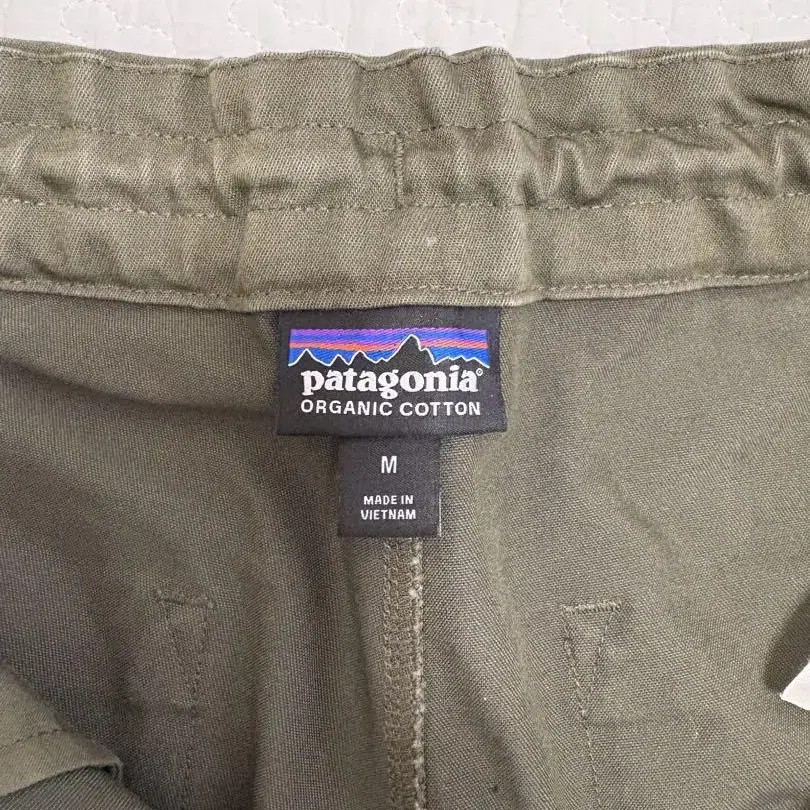 patagonia®
ORGANIC COTTON
M
MADE IN
VIETNAM